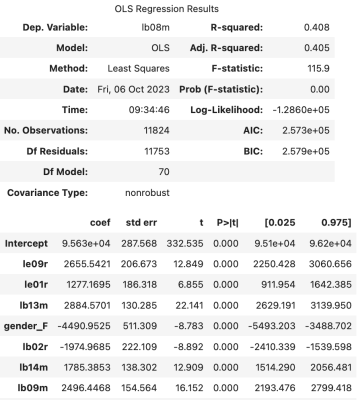 OLS Regression Results
Dep. Variable: lb08m R-squared: 0.408
Model: OLS Adj. R-squared: 0.405
Method: Least Squares F-statistic: 115.9
Date: Fri, 06 Oct 2023 Prob (F-statistic): 0.00
Time: 09:34:46 Log-Likelihood: -1.2860e+05
No. Observations: 11824 AIC: 2.573e+05
Df Residuals: 11753 BIC: 2.579e+05
Df Model: 70
Covariance Type: nonrobust
coef std err t P>|t| [0.025 0.975]
Intercept 9.563e+04 287.568 332.535 0.000 9.51e+04 9.62e+04
le09r 2655.5421 206.673 12.849 0.000 2250.428 3060.656
le01r 1277.1695 186.318 6.855 0.000 911.954 1642.385
lb13m 2884.5701 130.285 22.141 0.000 2629.191 3139.950
gender_F -4490.9525 511.309 -8.783 0.000 -5493.203 -3488.702
lb02r -1974.9685 222.109 -8.892 0.000 -2410.339 -1539.598
lb14m 1785.3853 138.302 12.909 0.000 1514.290 2056.481
lb09m 2496.4468 154.564 16.152 0.000 2193.476 2799.418